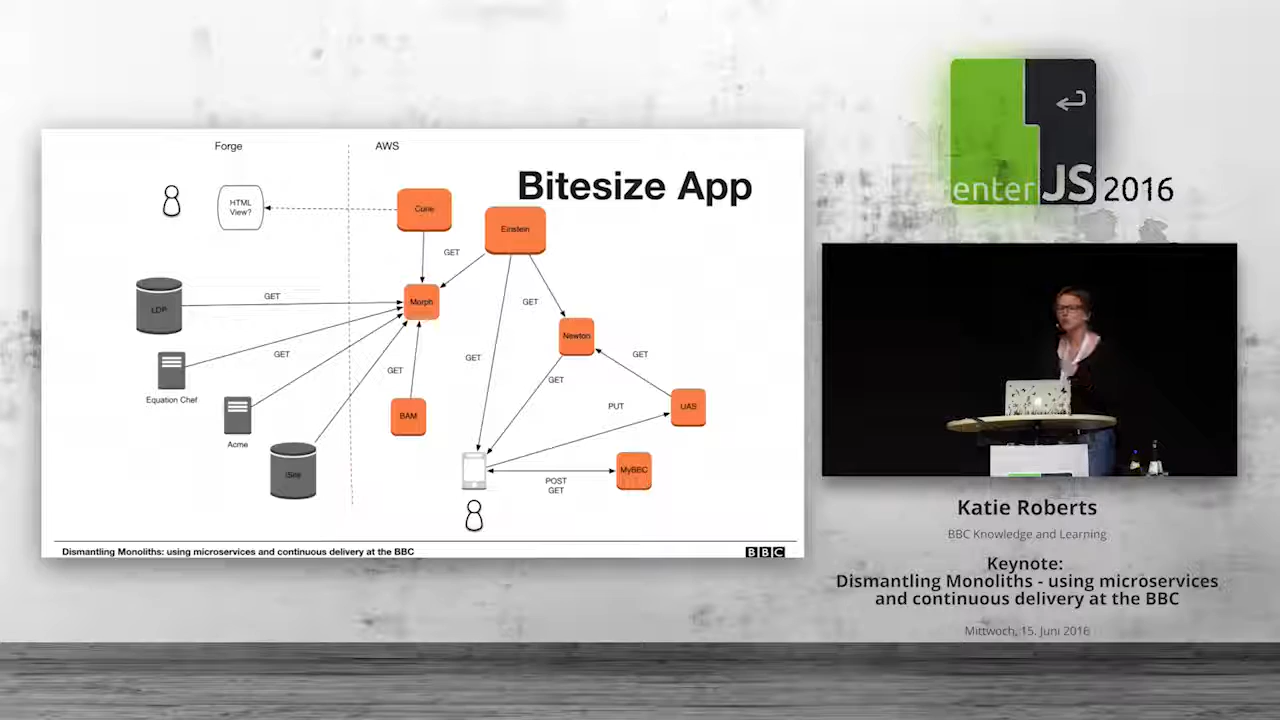 Forge
AWS
Bitesize App
HTML
View?
Curie
Einstein
GET
LDP
GET
Morph
GET
Newton
GET
GET
GET
GET
GET
Equation Chef
PUT
UAS
BAM
Acme
iSite
MyBBC
POST
GET
Dismantling Monoliths: using microservices and continuous delivery at the BBC
BBC
enterJS 2016
Katie Roberts
BBC Knowledge and Learning
Keynote:
Dismantling Monoliths - using microservices
and continuous delivery at the BBC
Mittwoch, 15. Juni 2016